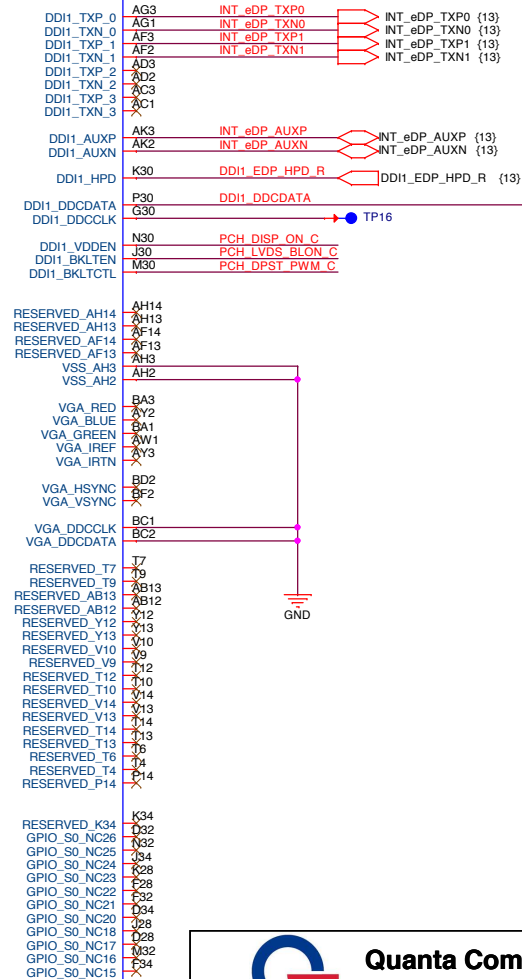 DDI1_TXP_0 AG3 INT_eDP_TXP0 INT_eDP_TXP0 {13}
DDI1_TXN_0 AG1 INT_eDP_TXN0 INT_eDP_TXN0 {13}
DDI1_TXP_1 AF3 INT_eDP_TXP1 INT_eDP_TXP1 {13}
DDI1_TXN_1 AF2 INT_eDP_TXN1 INT_eDP_TXN1 {13}
DDI1_TXP_2 AD3
DDI1_TXN_2 AD2
DDI1_TXP_3 AC3
DDI1_TXN_3 AC1
DDI1_AUXP AK3 INT_eDP_AUXP INT_eDP_AUXP {13}
DDI1_AUXN AK2 INT_eDP_AUXN INT_eDP_AUXN {13}
DDI1_HPD K30 DDI1_EDP_HPD_R DDI1_EDP_HPD_R {13}
DDI1_DDCDATA P30 DDI1_DDCDATA
DDI1_DDCCLK G30 TP16
DDI1_VDDEN N30 PCH_DISP_ON_C
DDI1_BKLTEN J30 PCH_LVDS_BLON_C
DDI1_BKLTCTL M30 PCH_DPST_PWM_C
RESERVED_AH14 AH14
RESERVED_AH13 AH13
RESERVED_AF14 AF14
RESERVED_AF13 AF13
VSS_AH3 AH3
VSS_AH2 AH2
VGA_RED BA3
VGA_BLUE AY2
VGA_GREEN BA1
VGA_IREF AW1
VGA_IRTN AY3
VGA_HSYNC BD2
VGA_VSYNC BF2
VGA_DDCCLK BC1
VGA_DDCDATA BC2
GND
RESERVED_T7 T7
RESERVED_T9 T9
RESERVED_AB13 AB13
RESERVED_AB12 AB12
RESERVED_Y12 Y12
RESERVED_Y13 Y13
RESERVED_V10 V10
RESERVED_V9 V9
RESERVED_T12 T12
RESERVED_T10 T10
RESERVED_V14 V14
RESERVED_V13 V13
RESERVED_T14 T14
RESERVED_T13 T13
RESERVED_T6 T6
RESERVED_T4 T4
RESERVED_P14 P14
RESERVED_K34 K34
GPIO_S0_NC26 D32
GPIO_S0_NC25 N32
GPIO_S0_NC24 J34
GPIO_S0_NC23 K28
GPIO_S0_NC22 F28
GPIO_S0_NC21 F32
GPIO_S0_NC20 D34
GPIO_S0_NC18 J28
GPIO_S0_NC17 D28
GPIO_S0_NC16 M32
GPIO_S0_NC15 F34
Quanta Com